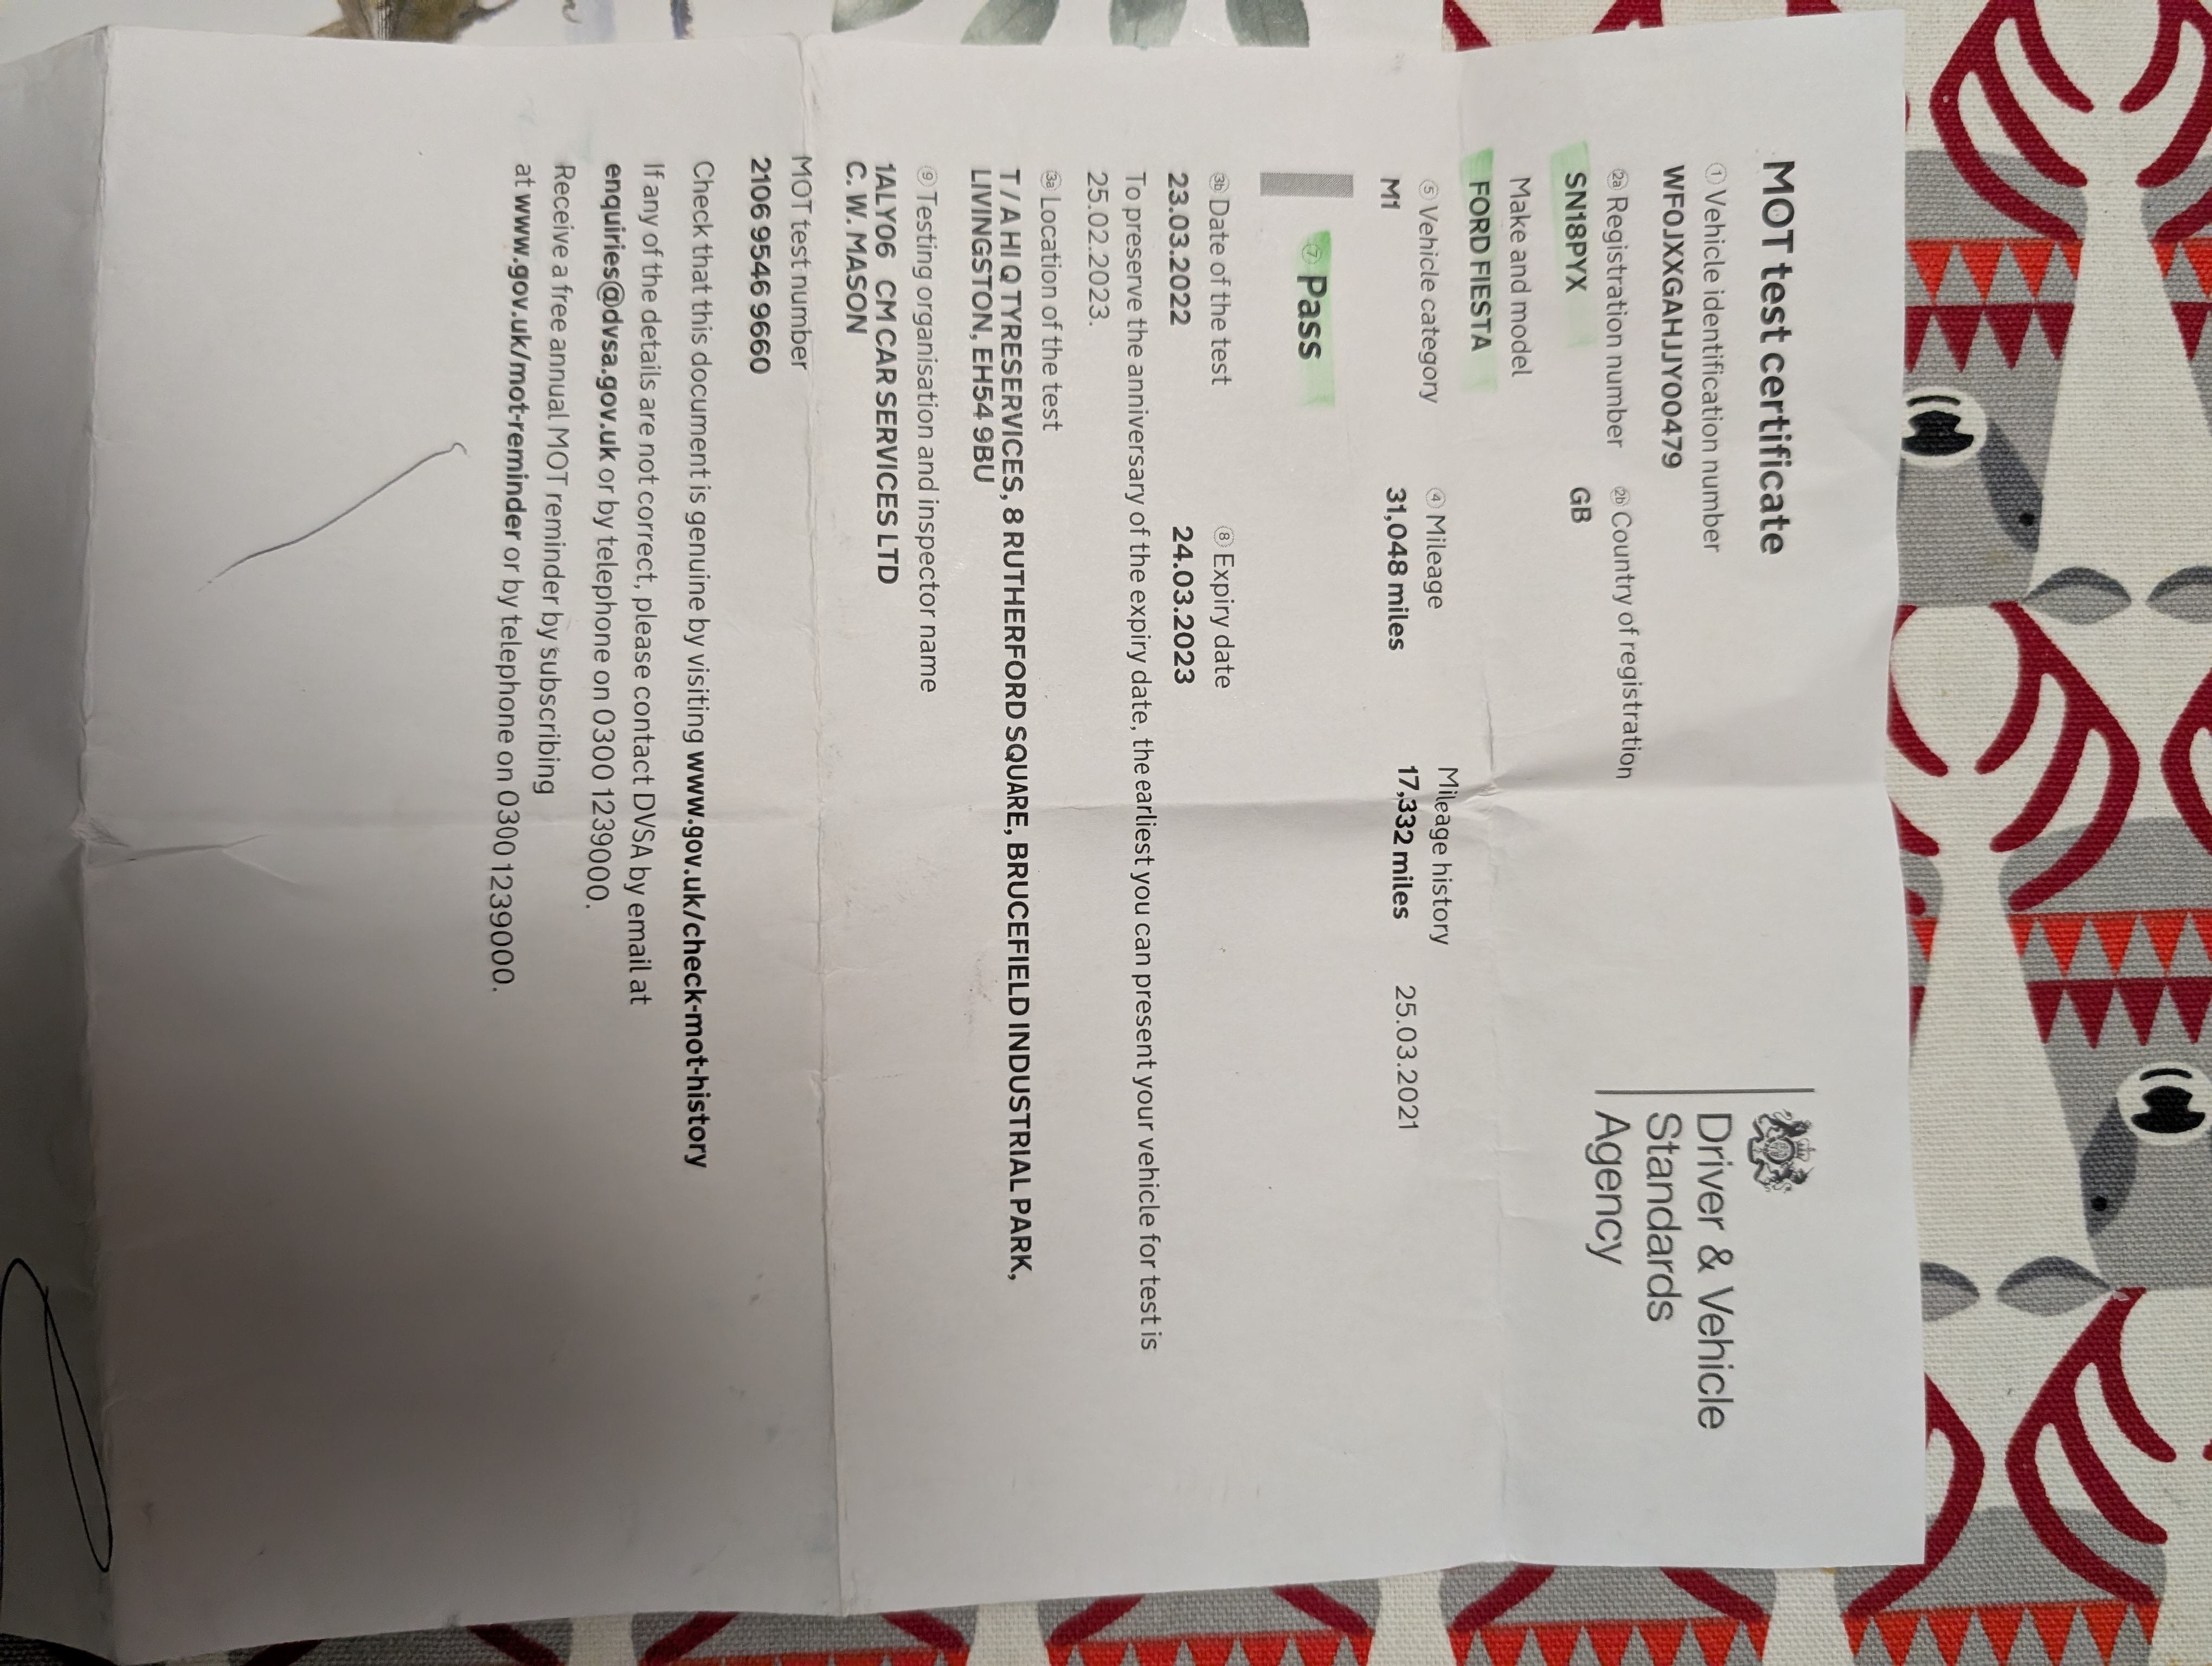 MOT test certificate
Driver & Vehicle
Standards
Agency
① Vehicle identification number
WF0JXXGAHJJY00479
2a Registration number 2b Country of registration
SN18PYX GB
Make and model
FORD FIESTA
⑤ Vehicle category ④ Mileage Mileage history
M1 31,048 miles 17,332 miles 25.03.2021
⑦ Pass
3b Date of the test ⑧ Expiry date
23.03.2022 24.03.2023
To preserve the anniversary of the expiry date, the earliest you can present your vehicle for test is
25.02.2023.
3a Location of the test
T/A HI Q TYRESERVICES, 8 RUTHERFORD SQUARE, BRUCEFIELD INDUSTRIAL PARK,
LIVINGSTON, EH54 9BU
⑨ Testing organisation and inspector name
1ALY06 CM CAR SERVICES LTD
C. W. MASON
MOT test number
2106 9546 9660
Check that this document is genuine by visiting www.gov.uk/check-mot-history
If any of the details are not correct, please contact DVSA by email at
enquiries@dvsa.gov.uk or by telephone on 0300 1239000.
Receive a free annual MOT reminder by subscribing
at www.gov.uk/mot-reminder or by telephone on 0300 1239000.